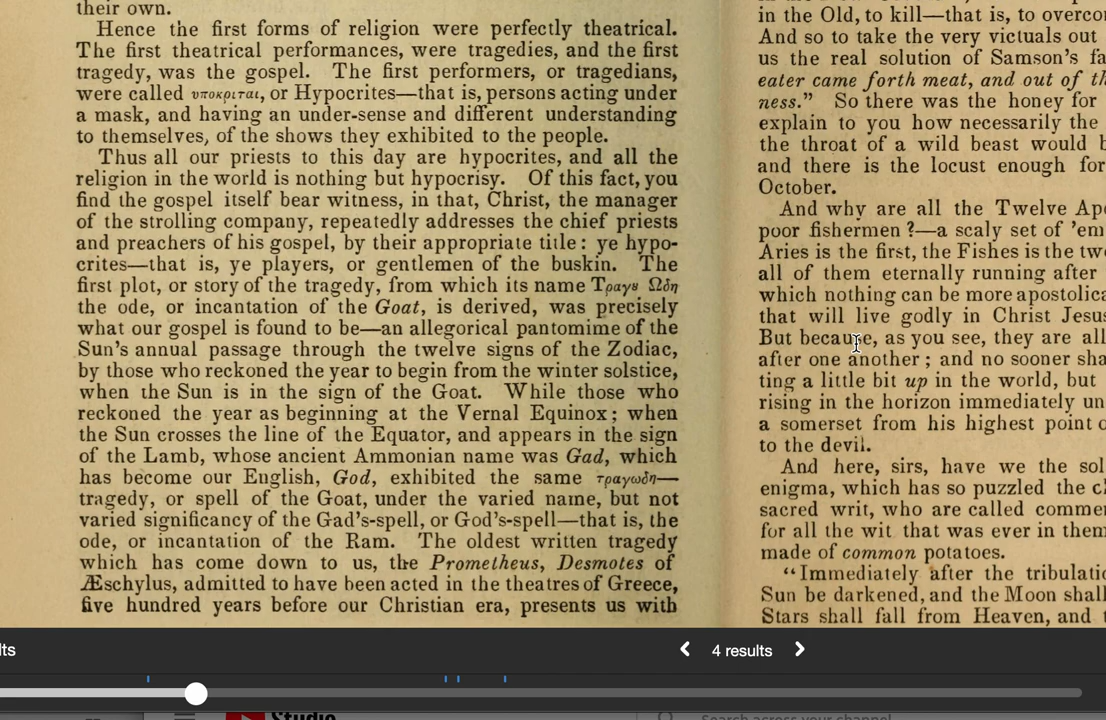 their own.
Hence the first forms of religion were perfectly theatrical.
The first theatrical performances, were tragedies, and the first
tragedy, was the gospel. The first performers, or tragedians,
were called υποκριται, or Hypocrites—that is, persons acting under
a mask, and having an under-sense and different understanding
to themselves, of the shows they exhibited to the people.
Thus all our priests to this day are hypocrites, and all the
religion in the world is nothing but hypocrisy. Of this fact, you
find the gospel itself bear witness, in that, Christ, the manager
of the strolling company, repeatedly addresses the chief priests
and preachers of his gospel, by their appropriate title: ye hypo-
crites—that is, ye players, or gentlemen of the buskin. The
first plot, or story of the tragedy, from which its name Τραγȣ Ωδη
the ode, or incantation of the Goat, is derived, was precisely
what our gospel is found to be—an allegorical pantomime of the
Sun's annual passage through the twelve signs of the Zodiac,
by those who reckoned the year to begin from the winter solstice,
when the Sun is in the sign of the Goat. While those who
reckoned the year as beginning at the Vernal Equinox; when
the Sun crosses the line of the Equator, and appears in the sign
of the Lamb, whose ancient Ammonian name was Gad, which
has become our English, God, exhibited the same τραγωδη—
tragedy, or spell of the Goat, under the varied name, but not
varied significancy of the Gad's-spell, or God's-spell—that is, the
ode, or incantation of the Ram. The oldest written tragedy
which has come down to us, the Prometheus, Desmotes of
Æschylus, admitted to have been acted in the theatres of Greece,
five hundred years before our Christian era, presents us with
in the Old, to kill—that is, to
And so to take the very victuals out
us the real solution of Samson's
eater came forth meat, and out of
ness." So there was the honey for
explain to you how necessarily the
the throat of a wild beast would
and there is the locust enough for
October.
And why are all the Twelve
poor fishermen?—a scaly set of 'em
Aries is the first, the Fishes is the
all of them eternally running after
which nothing can be more
that will live godly in Christ
But because, as you see, they are all
after one another; and no sooner
ting a little bit up in the world, but
rising in the horizon immediately
a somerset from his highest point
to the devil.
And here, sirs, have we the
enigma, which has so puzzled the
sacred writ, who are called
for all the wit that was ever in them
made of common potatoes.
"Immediately after the
Sun be darkened, and the Moon shall
Stars shall fall from Heaven, and
4 results
Studio
Search across your channel